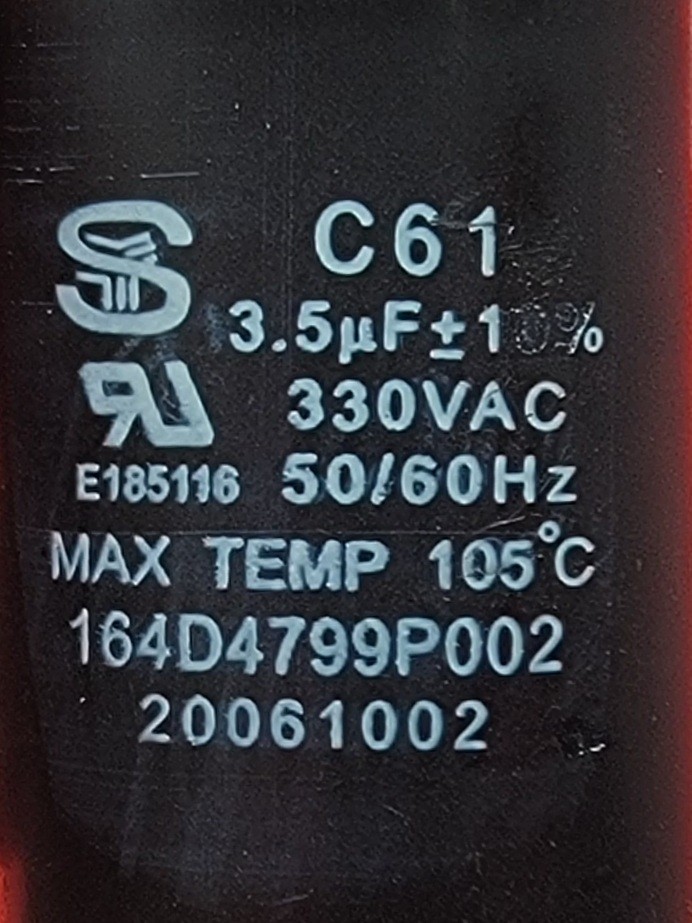 C61
3.5µF±10%
330VAC
E185116 50/60Hz
MAX TEMP 105°C
164D4799P002
20061002